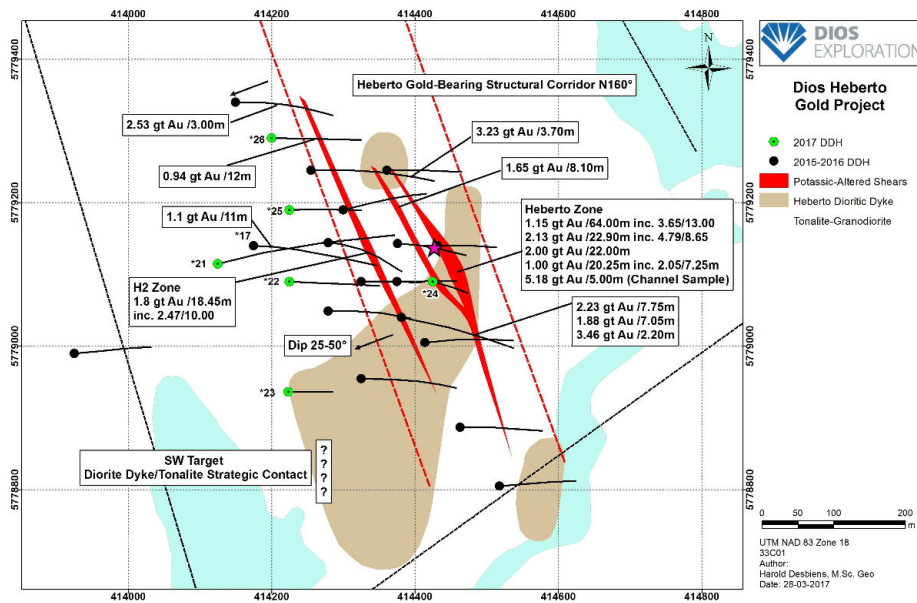 414000
414200
414400
414600
414800
5779400
5779200
5779000
5778800
5779400
5779200
5779000
5778800
N
Heberto Gold-Bearing Structural Corridor N160°
2.53 gt Au /3.00m
*26
3.23 gt Au /3.70m
0.94 gt Au /12m
1.65 gt Au /8.10m
*25
1.1 gt Au /11m
*17
*21
*22
*24
Heberto Zone
1.15 gt Au /64.00m inc. 3.65/13.00
2.13 gt Au /22.90m inc. 4.79/8.65
2.00 gt Au /22.00m
1.00 gt Au /20.25m inc. 2.05/7.25m
5.18 gt Au /5.00m (Channel Sample)
H2 Zone
1.8 gt Au /18.45m
inc. 2.47/10.00
2.23 gt Au /7.75m
1.88 gt Au /7.05m
3.46 gt Au /2.20m
Dip 25-50°
*23
SW Target
Diorite Dyke/Tonalite Strategic Contact
?
?
?
?
414000
414200
414400
414600
414800
DIOS
EXPLORATION
Dios Heberto
Gold Project
2017 DDH
2015-2016 DDH
Potassic-Altered Shears
Heberto Dioritic Dyke
Tonalite-Granodiorite
0 50 100 200
m
UTM NAD 83 Zone 18
33C01
Author:
Harold Desbiens, M.Sc. Geo
Date: 28-03-2017